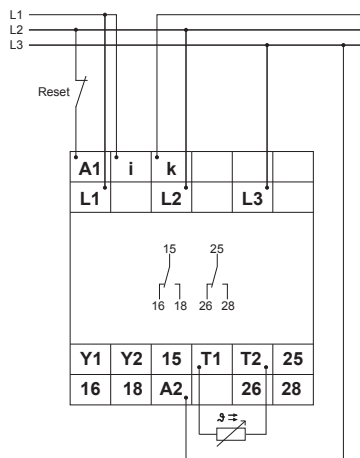 L1
L2
L3
Reset
A1 i k
L1 L2 L3
15 25
16 18 26 28
Y1 Y2 15 T1 T2 25
16 18 A2 26 28
ϑ